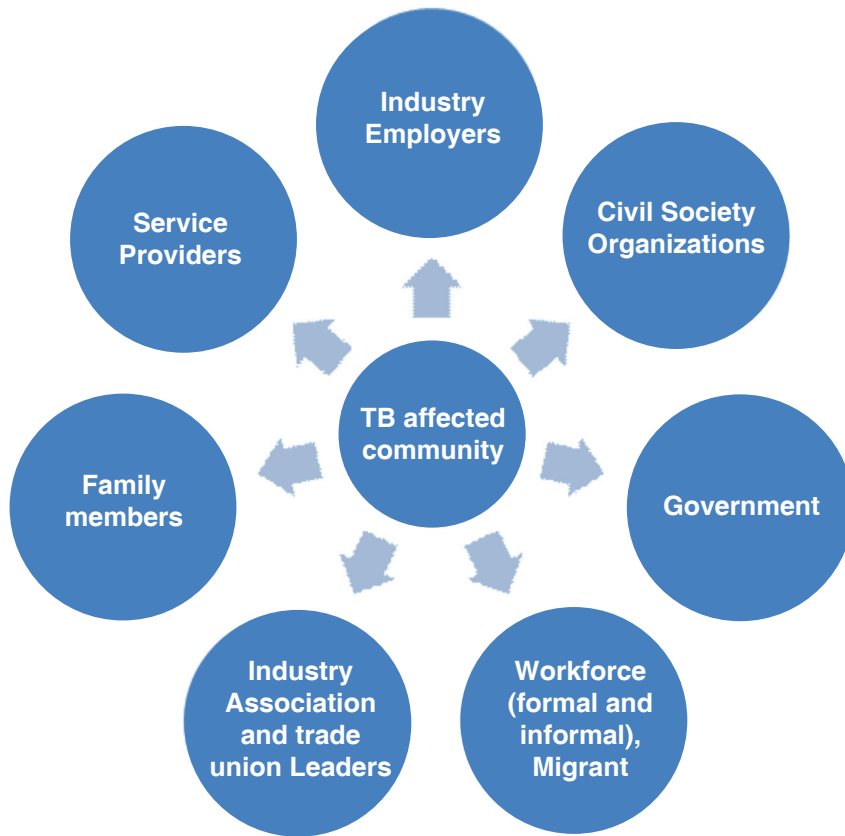 Industry
Employers
Civil Society
Organizations
Government
Workforce
(formal and
informal),
Migrant
Industry
Association
and trade
union Leaders
Family
members
Service
Providers
TB affected
community